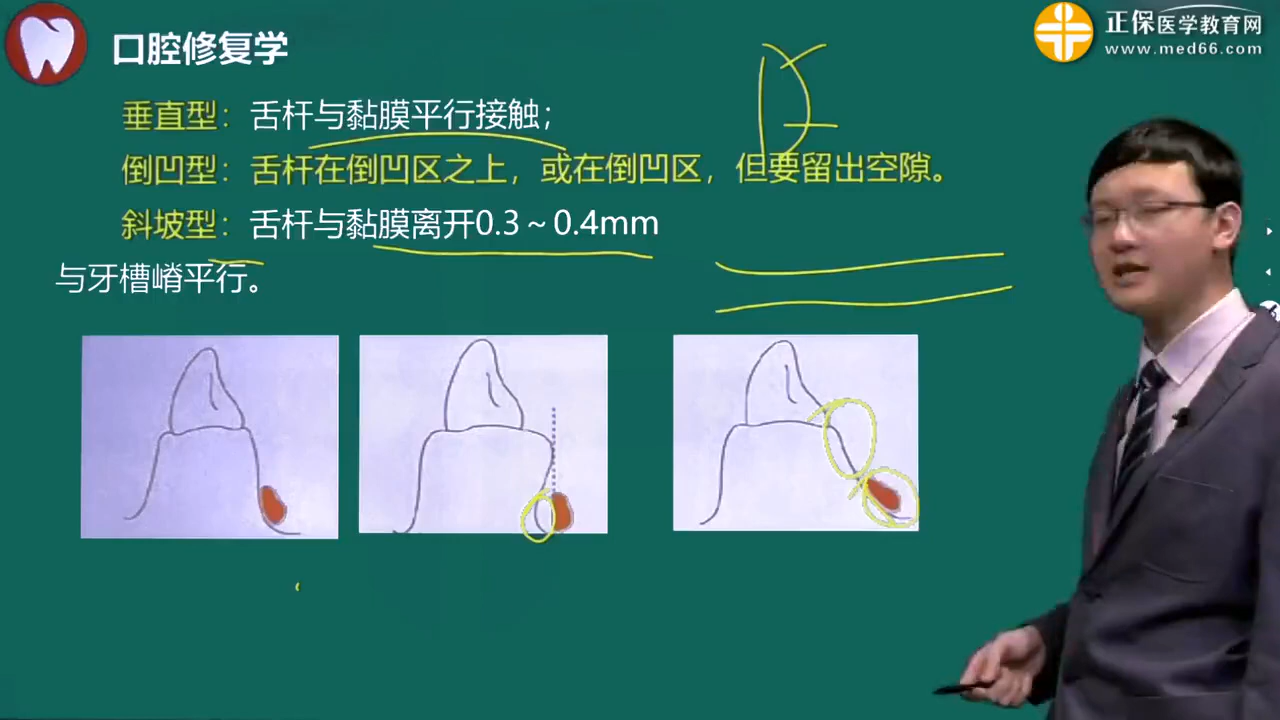 口腔修复学
正保医学教育网
www.med66.com
垂直型：舌杆与黏膜平行接触；
倒凹型：舌杆在倒凹区之上，或在倒凹区，但要留出空隙。
斜坡型：舌杆与黏膜离开0.3～0.4mm
与牙槽嵴平行。